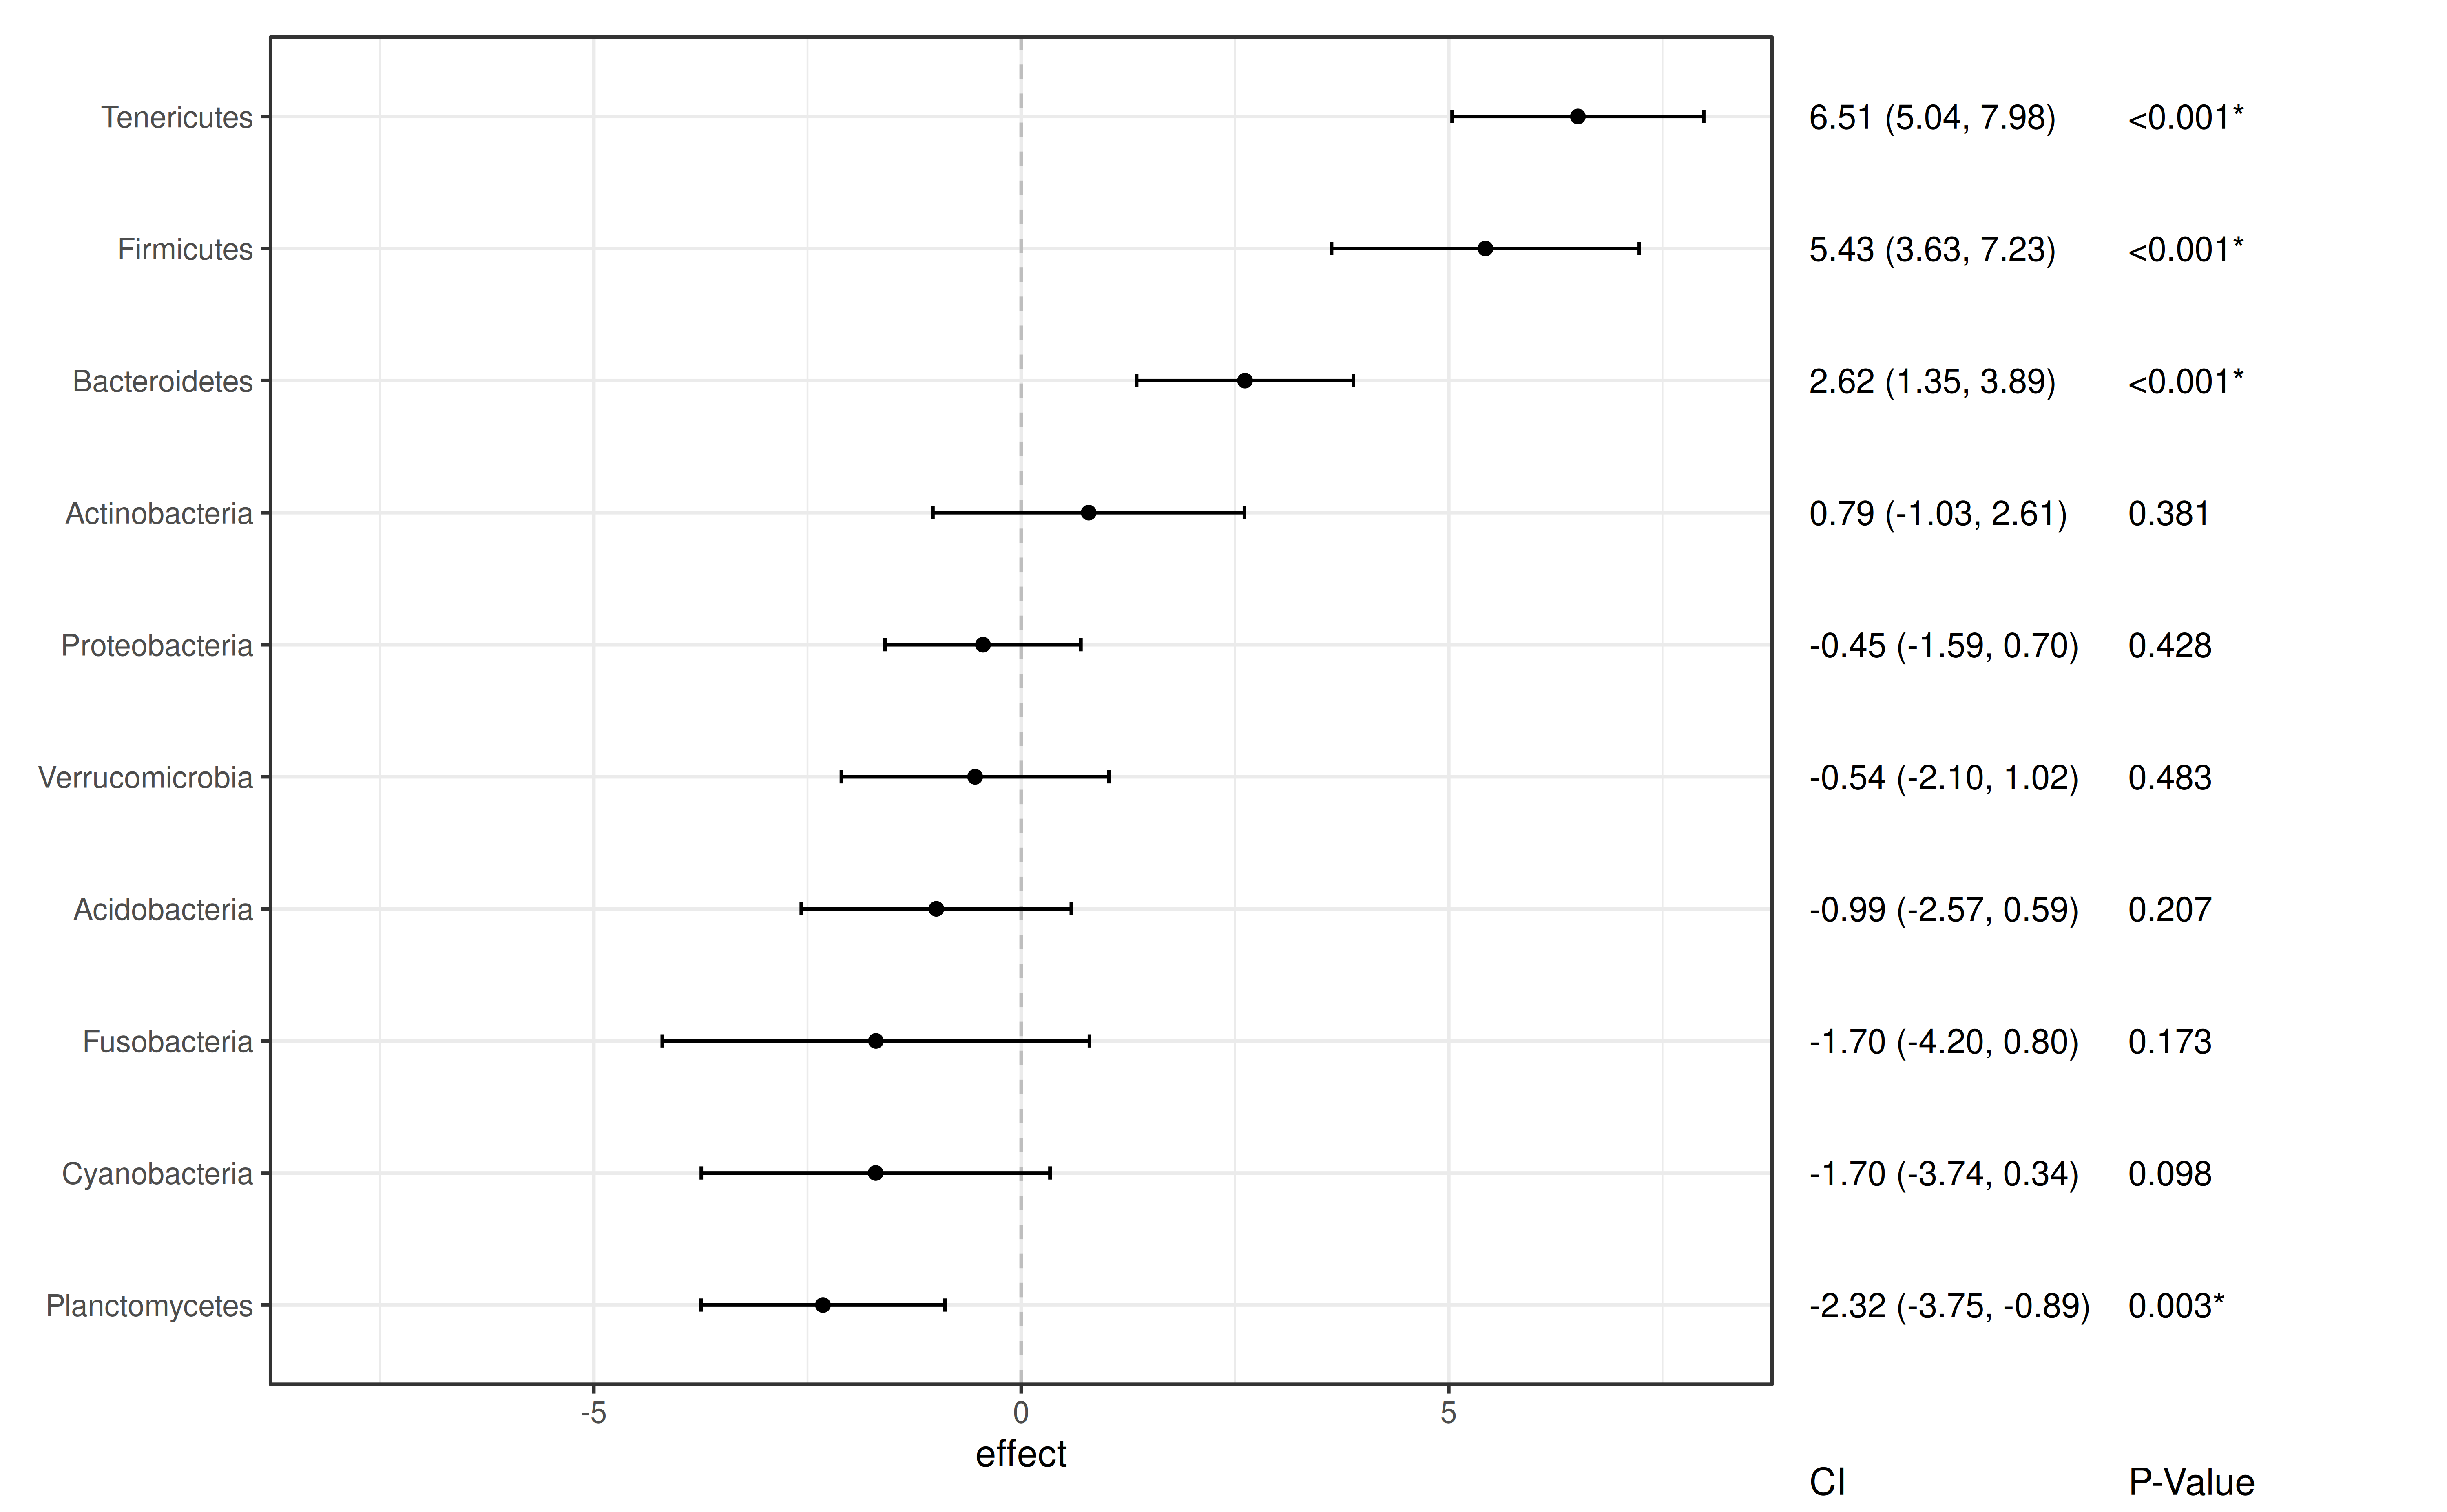 Tenericutes 6.51 (5.04, 7.98) <0.001*
Firmicutes 5.43 (3.63, 7.23) <0.001*
Bacteroidetes 2.62 (1.35, 3.89) <0.001*
Actinobacteria 0.79 (-1.03, 2.61) 0.381
Proteobacteria -0.45 (-1.59, 0.70) 0.428
Verrucomicrobia -0.54 (-2.10, 1.02) 0.483
Acidobacteria -0.99 (-2.57, 0.59) 0.207
Fusobacteria -1.70 (-4.20, 0.80) 0.173
Cyanobacteria -1.70 (-3.74, 0.34) 0.098
Planctomycetes -2.32 (-3.75, -0.89) 0.003*
-5 0 5
effect
CI P-Value